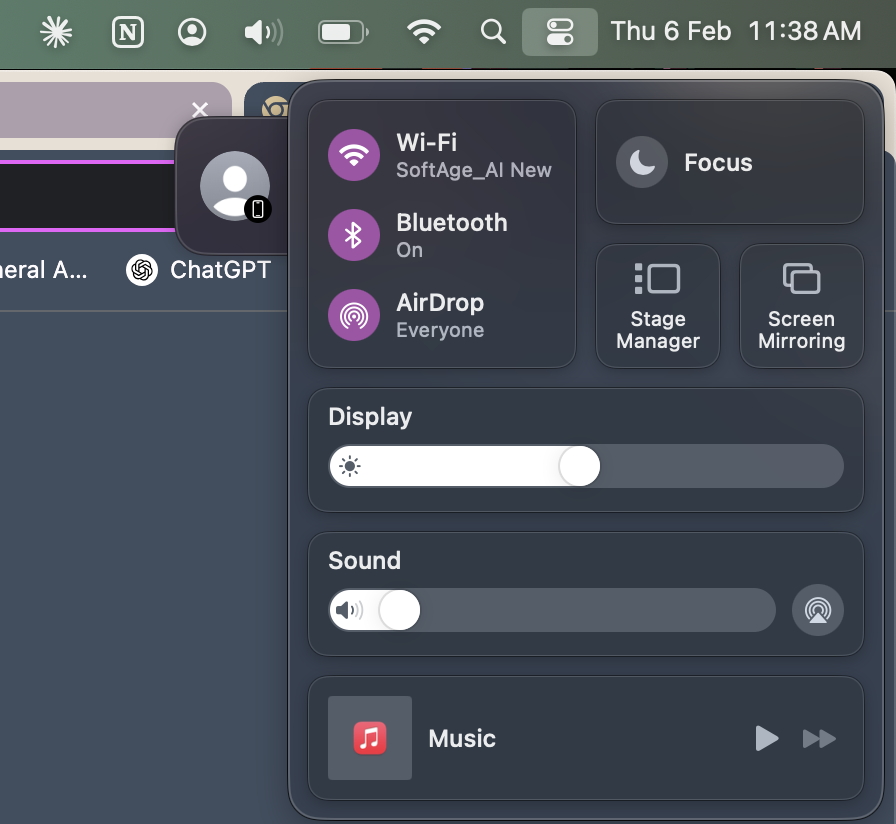 N
Thu 6 Feb 11:38 AM
neral A...
ChatGPT
Wi-Fi
SoftAge_AI New
Bluetooth
On
AirDrop
Everyone
Focus
Stage
Manager
Screen
Mirroring
Display
Sound
Music